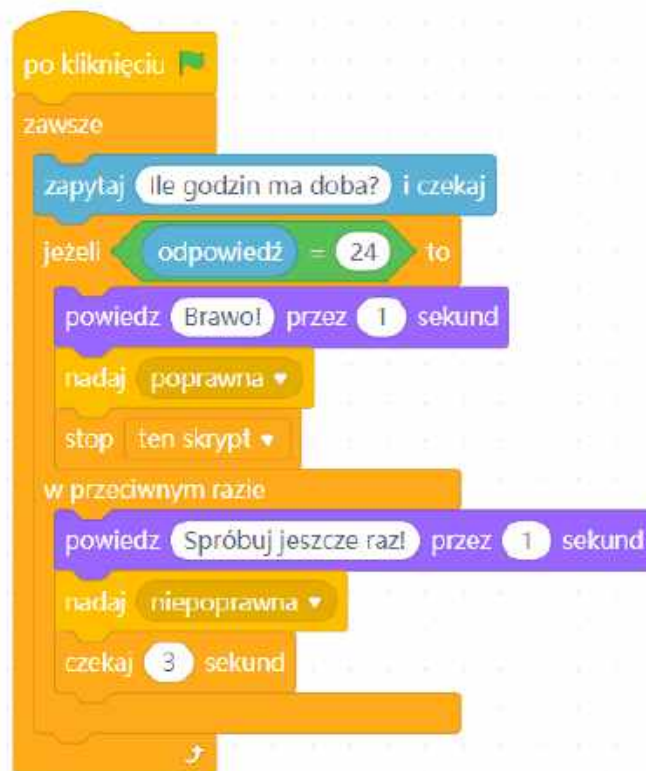 po kliknięciu
zawsze
zapytaj Ile godzin ma doba? i czekaj
jeżeli odpowiedź = 24 to
powiedz Brawo! przez 1 sekund
nadaj poprawna
stop ten skrypt
w przeciwnym razie
powiedz Spróbuj jeszcze raz! przez 1 sekund
nadaj niepoprawna
czekaj 3 sekund